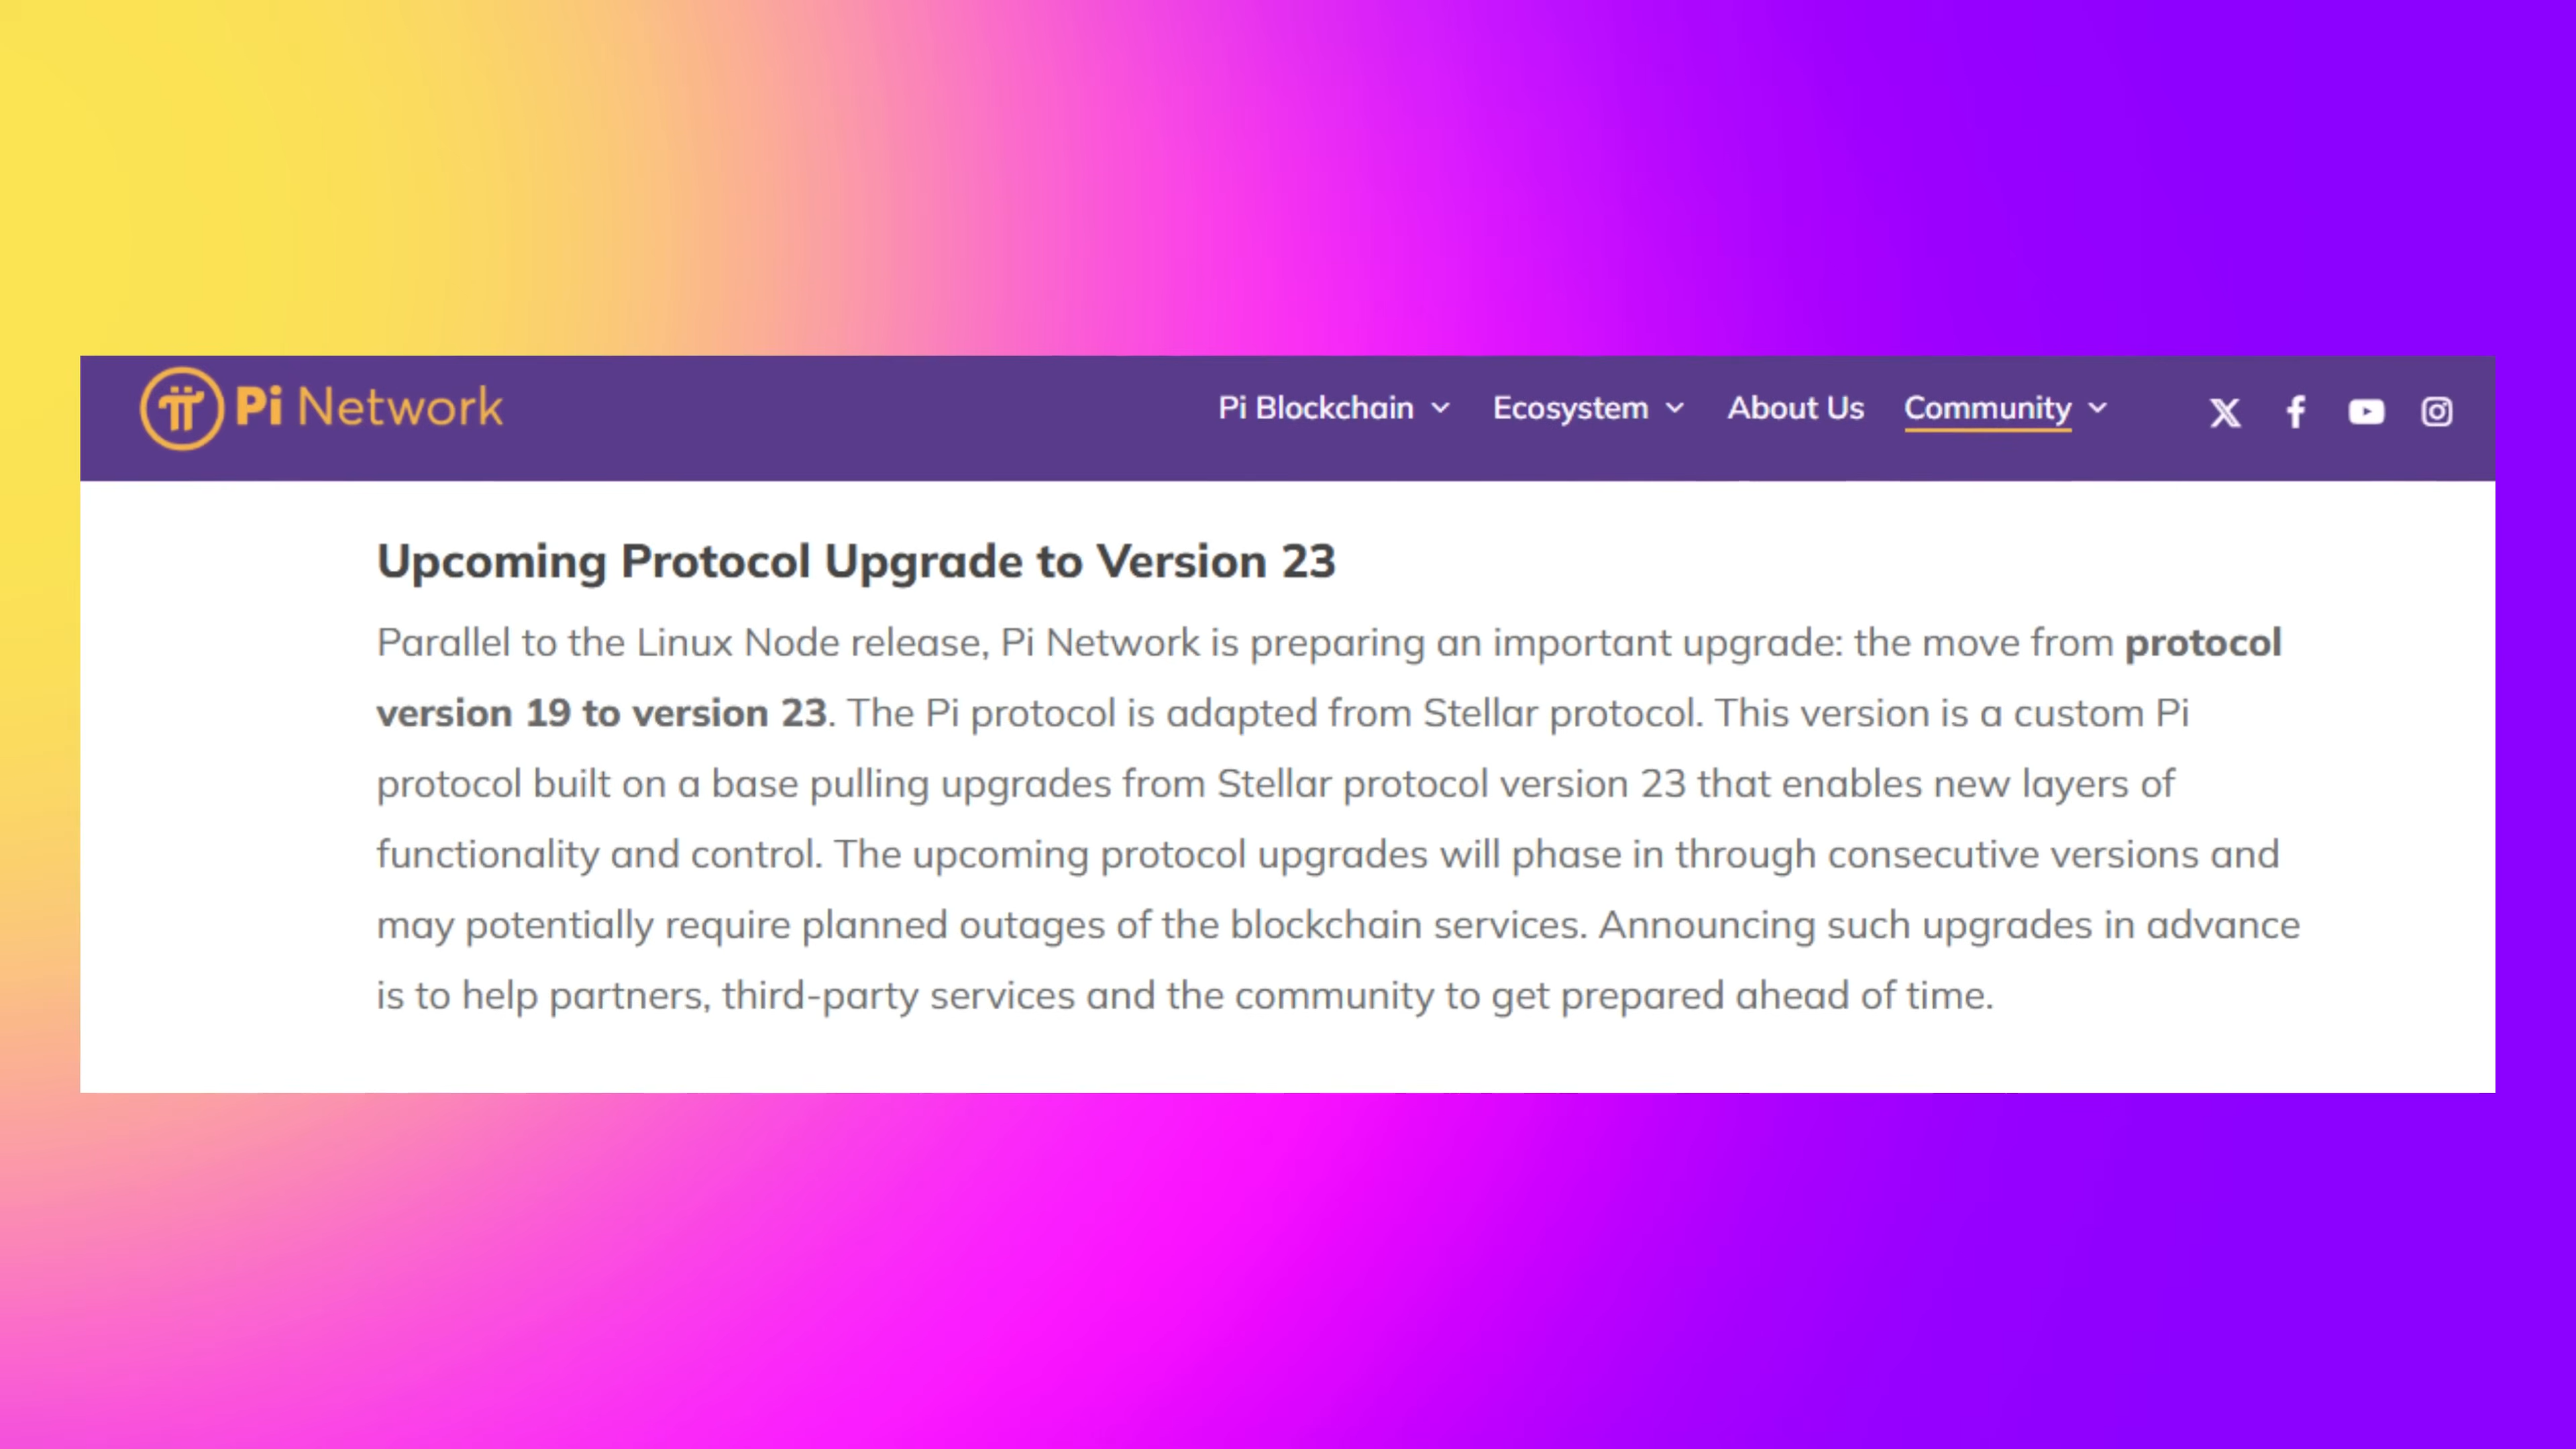 Pi Network
Pi Blockchain Ecosystem About Us Community
Upcoming Protocol Upgrade to Version 23
Parallel to the Linux Node release, Pi Network is preparing an important upgrade: the move from protocol
version 19 to version 23. The Pi protocol is adapted from Stellar protocol. This version is a custom Pi
protocol built on a base pulling upgrades from Stellar protocol version 23 that enables new layers of
functionality and control. The upcoming protocol upgrades will phase in through consecutive versions and
may potentially require planned outages of the blockchain services. Announcing such upgrades in advance
is to help partners, third-party services and the community to get prepared ahead of time.